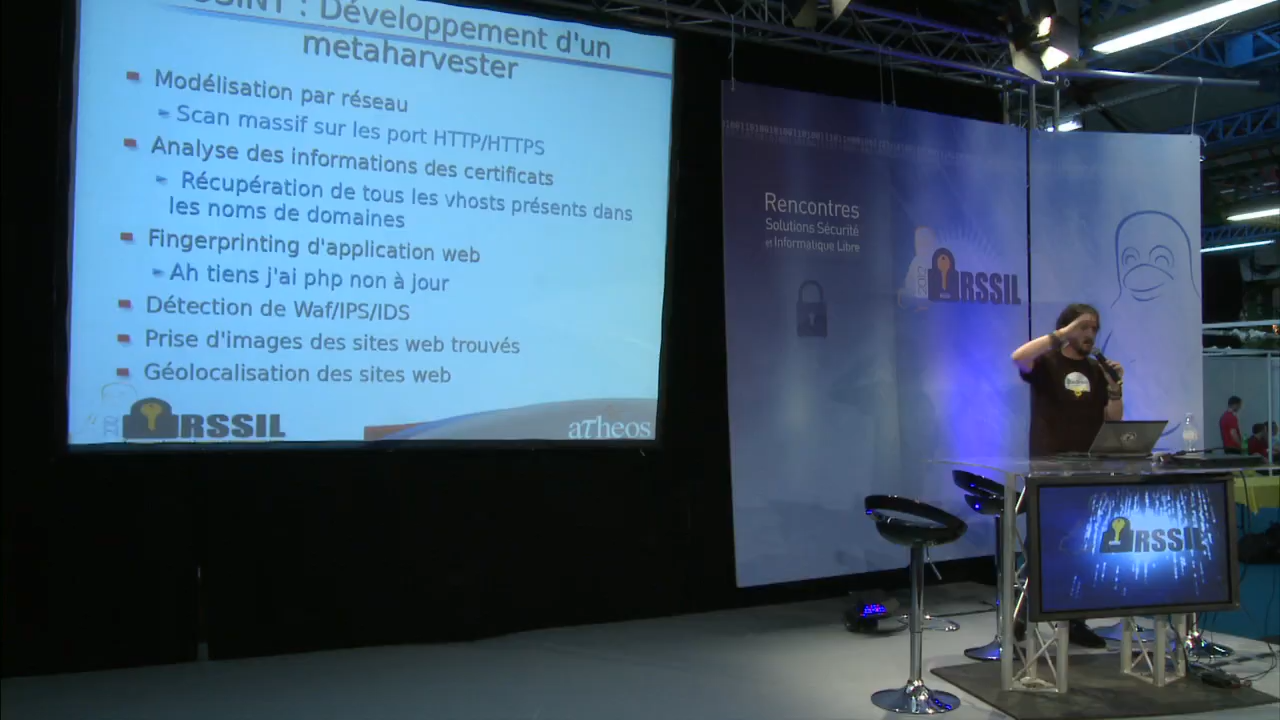 OSINT : Développement d'un
metaharvester
Modélisation par réseau
Scan massif sur les port HTTP/HTTPS
Analyse des informations des certificats
Récupération de tous les vhosts présents dans
les noms de domaines
Fingerprinting d'application web
Ah tiens j'ai php non à jour
Détection de Waf/IPS/IDS
Prise d'images des sites web trouvés
Géolocalisation des sites web
RSSIL
aTheos
Rencontres
Solutions Sécurité
et Informatique Libre
RSSIL
RSSIL